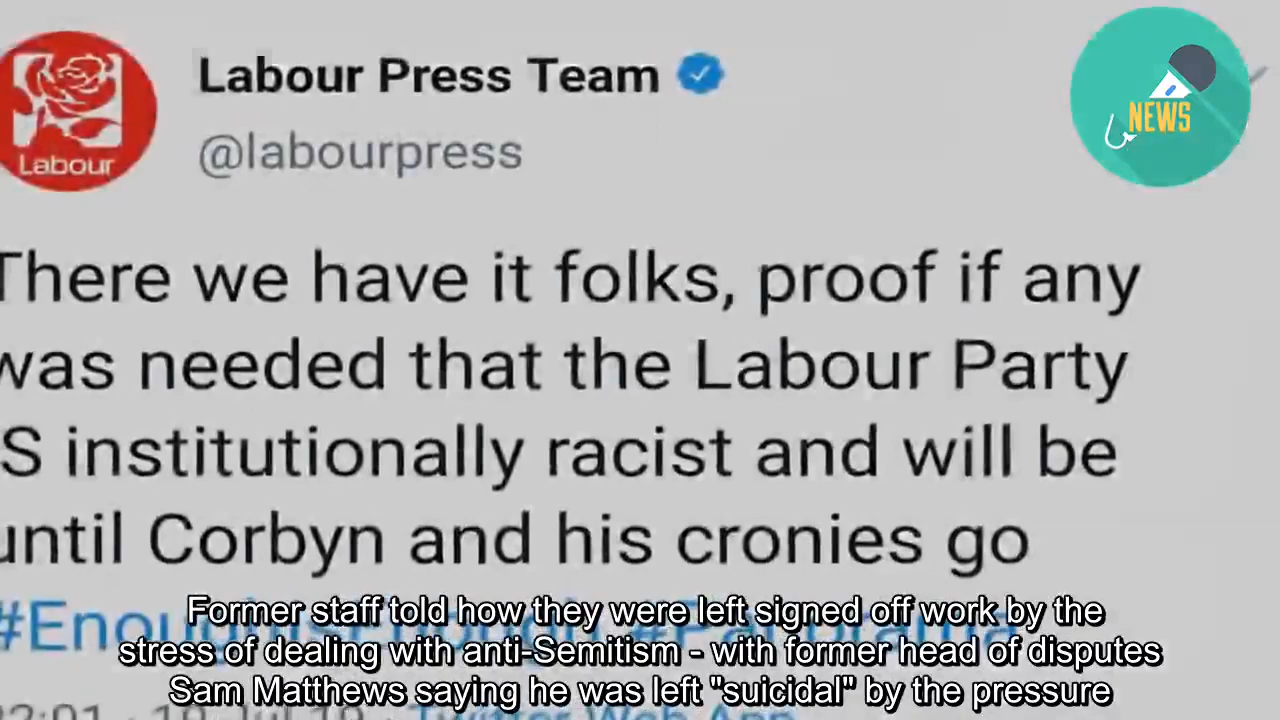 Labour Press Team
@labourpress
Labour
NEWS
There we have it folks, proof if any
was needed that the Labour Party
IS institutionally racist and will be
until Corbyn and his cronies go
Former staff told how they were left signed off work by the
stress of dealing with anti-Semitism - with former head of disputes
Sam Matthews saying he was left "suicidal" by the pressure